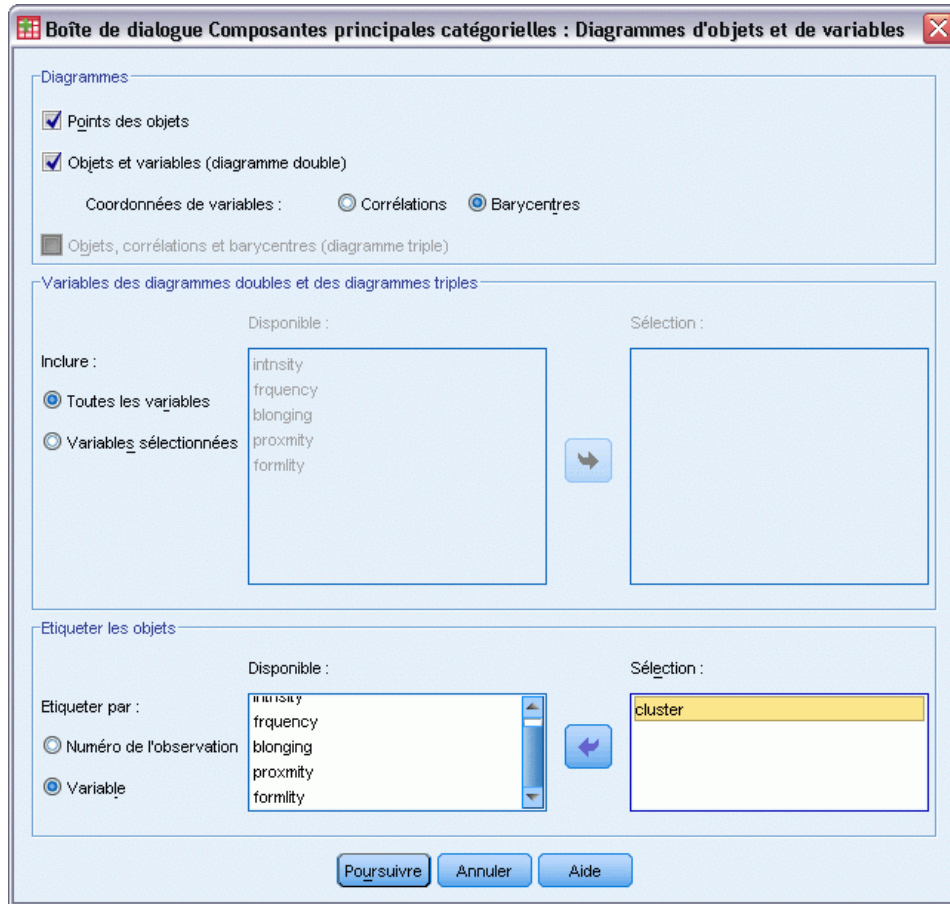 Boîte de dialogue Composantes principales catégorielles : Diagrammes d'objets et de variables
Diagrammes
Points des objets
Objets et variables (diagramme double)
Coordonnées de variables : Corrélations Barycentres
Objets, corrélations et barycentres (diagramme triple)
Variables des diagrammes doubles et des diagrammes triples
Disponible : Sélection :
Inclure :
Toutes les variables
Variables sélectionnées
intnsity
frquency
blonging
proxmity
formlity
Etiqueter les objets
Disponible : Sélection :
Etiqueter par :
Numéro de l'observation
Variable
intnsity
frquency
blonging
proxmity
formlity
cluster
Poursuivre Annuler Aide